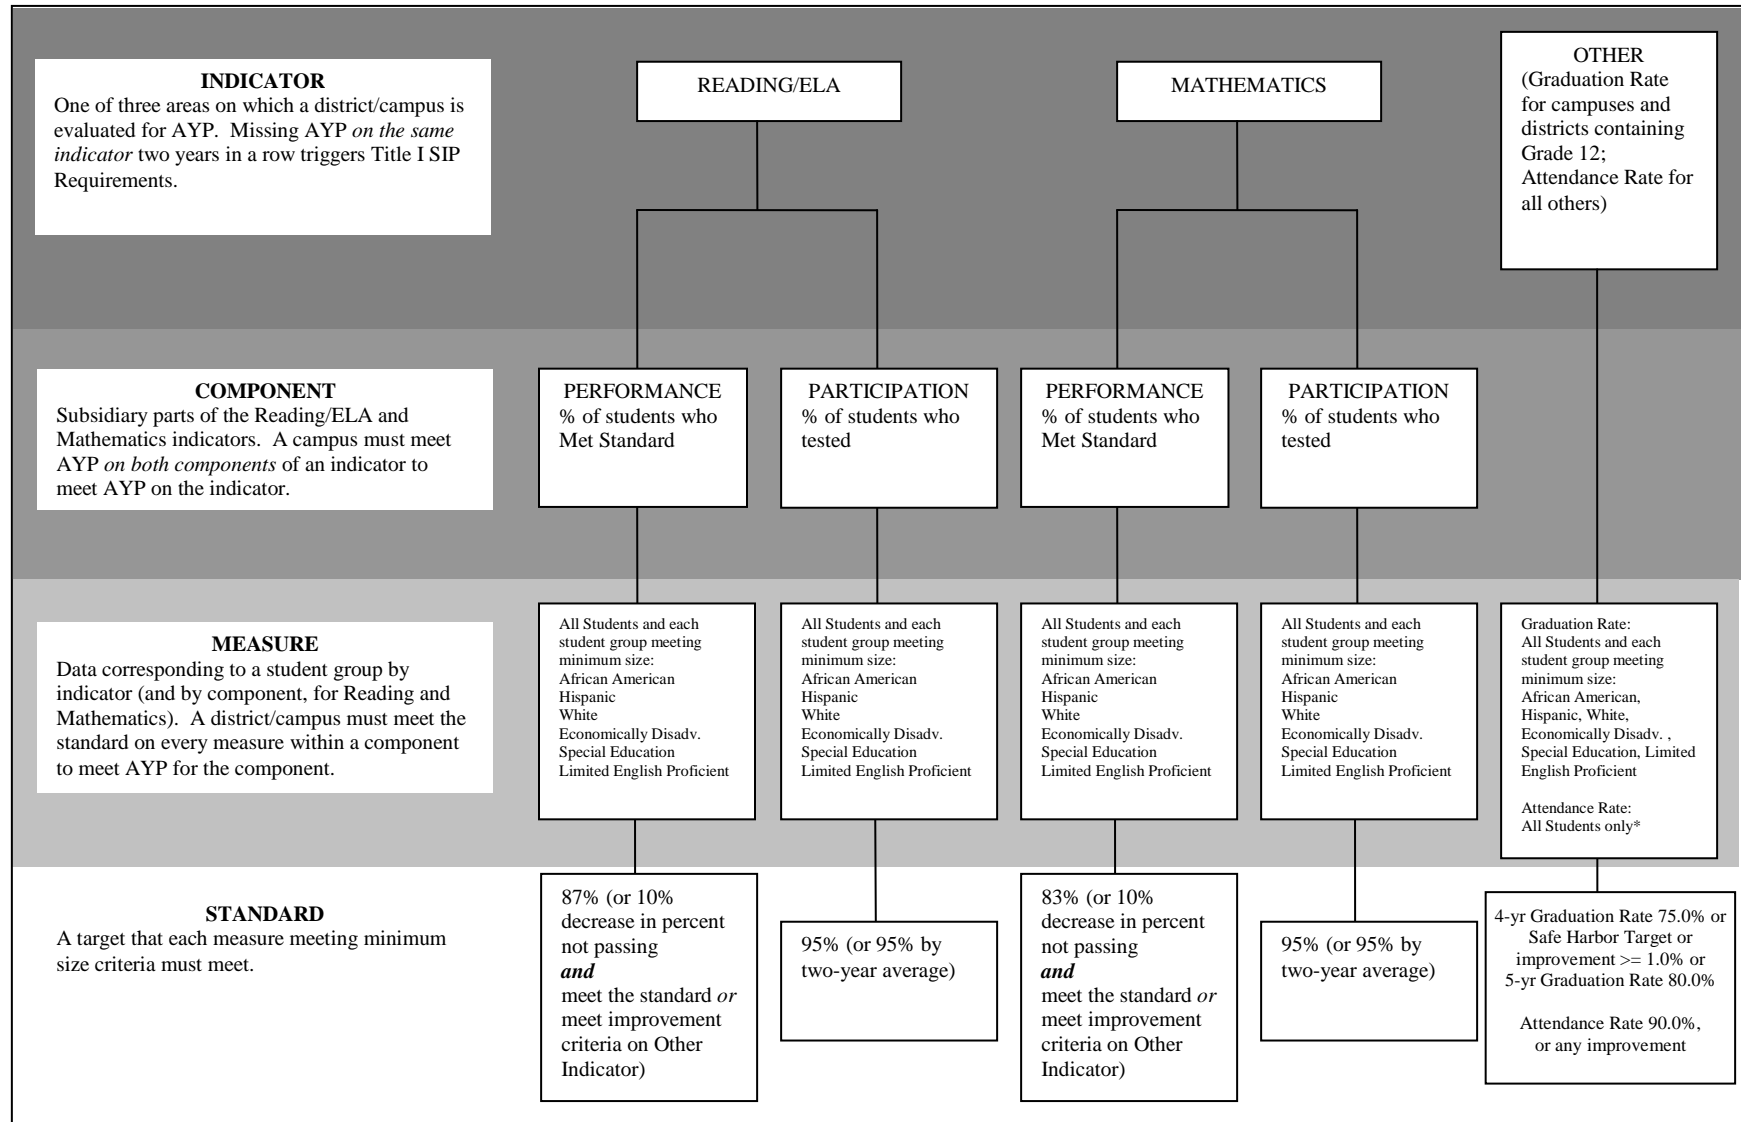 INDICATOR
One of three areas on which a district/campus is
evaluated for AYP.  Missing AYP on the same
indicator two years in a row triggers Title I SIP
Requirements.
READING/ELA
MATHEMATICS
OTHER
(Graduation Rate
for campuses and
districts containing
Grade 12;
Attendance Rate for
all others)
COMPONENT
Subsidiary parts of the Reading/ELA and
Mathematics indicators.  A campus must meet
AYP on both components of an indicator to
meet AYP on the indicator.
PERFORMANCE
% of students who
Met Standard
PARTICIPATION
% of students who
tested
PERFORMANCE
% of students who
Met Standard
PARTICIPATION
% of students who
tested
MEASURE
Data corresponding to a student group by
indicator (and by component, for Reading and
Mathematics).  A district/campus must meet the
standard on every measure within a component
to meet AYP for the component.
All Students and each
student group meeting
minimum size:
African American
Hispanic
White
Economically Disadv.
Special Education
Limited English Proficient
All Students and each
student group meeting
minimum size:
African American
Hispanic
White
Economically Disadv.
Special Education
Limited English Proficient
All Students and each
student group meeting
minimum size:
African American
Hispanic
White
Economically Disadv.
Special Education
Limited English Proficient
All Students and each
student group meeting
minimum size:
African American
Hispanic
White
Economically Disadv.
Special Education
Limited English Proficient
Graduation Rate:
All Students and each
student group meeting
minimum size:
African American,
Hispanic, White,
Economically Disadv. ,
Special Education, Limited
English Proficient
Attendance Rate:
All Students only*
STANDARD
A target that each measure meeting minimum
size criteria must meet.
87% (or 10%
decrease in percent
not passing
and
meet the standard or
meet improvement
criteria on Other
Indicator)
95% (or 95% by
two-year average)
83% (or 10%
decrease in percent
not passing
and
meet the standard or
meet improvement
criteria on Other
Indicator)
95% (or 95% by
two-year average)
4-yr Graduation Rate 75.0% or
Safe Harbor Target or
improvement >= 1.0% or
5-yr Graduation Rate 80.0%
Attendance Rate 90.0%,
or any improvement